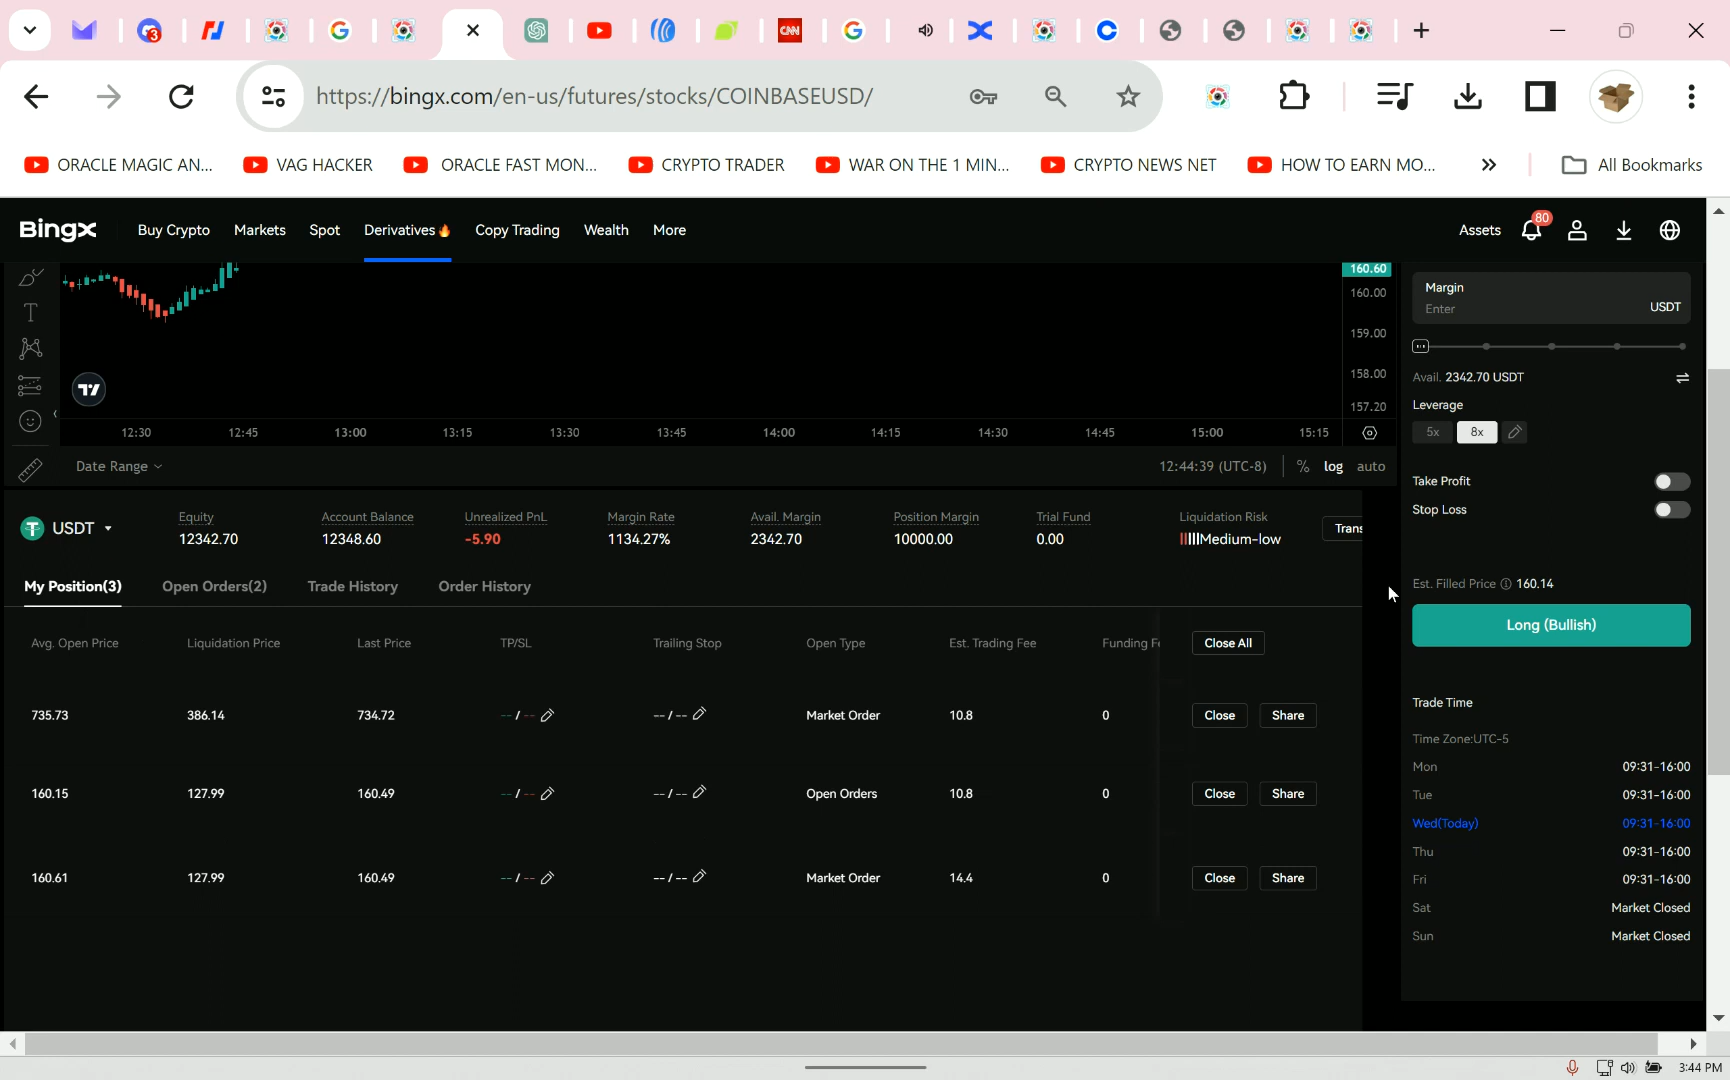 3
CNN
https://bingx.com/en-us/futures/stocks/COINBASEUSD/
ORACLE MAGIC AN... VAG HACKER ORACLE FAST MON... CRYPTO TRADER WAR ON THE 1 MIN... CRYPTO NEWS NET HOW TO EARN MO... » All Bookmarks
BingX Buy Crypto Markets Spot Derivatives Copy Trading Wealth More Assets 80
160.60
160.00
159.00
158.00
157.20
12:30 12:45 13:00 13:15 13:30 13:45 14:00 14:15 14:30 14:45 15:00 15:15
Date Range 12:44:39 (UTC-8) % log auto
USDT
Equity Account Balance Unrealized PnL Margin Rate Avail. Margin Position Margin Trial Fund Liquidation Risk Trans
12342.70 12348.60 -5.90 1134.27% 2342.70 10000.00 0.00 Medium-low
My Position(3) Open Orders(2) Trade History Order History
Avg. Open Price Liquidation Price Last Price TP/SL Trailing Stop Open Type Est. Trading Fee Funding Fe Close All
735.73 386.14 734.72 -- / -- -- / -- Market Order 10.8 0 Close Share
160.15 127.99 160.49 -- / -- -- / -- Open Orders 10.8 0 Close Share
160.61 127.99 160.49 -- / -- -- / -- Market Order 14.4 0 Close Share
Margin
Enter USDT
Avail. 2342.70 USDT
Leverage
5x 8x
Take Profit
Stop Loss
Est. Filled Price 160.14
Long (Bullish)
Trade Time
Time Zone:UTC-5
Mon 09:31-16:00
Tue 09:31-16:00
Wed(Today) 09:31-16:00
Thu 09:31-16:00
Fri 09:31-16:00
Sat Market Closed
Sun Market Closed
3:44 PM